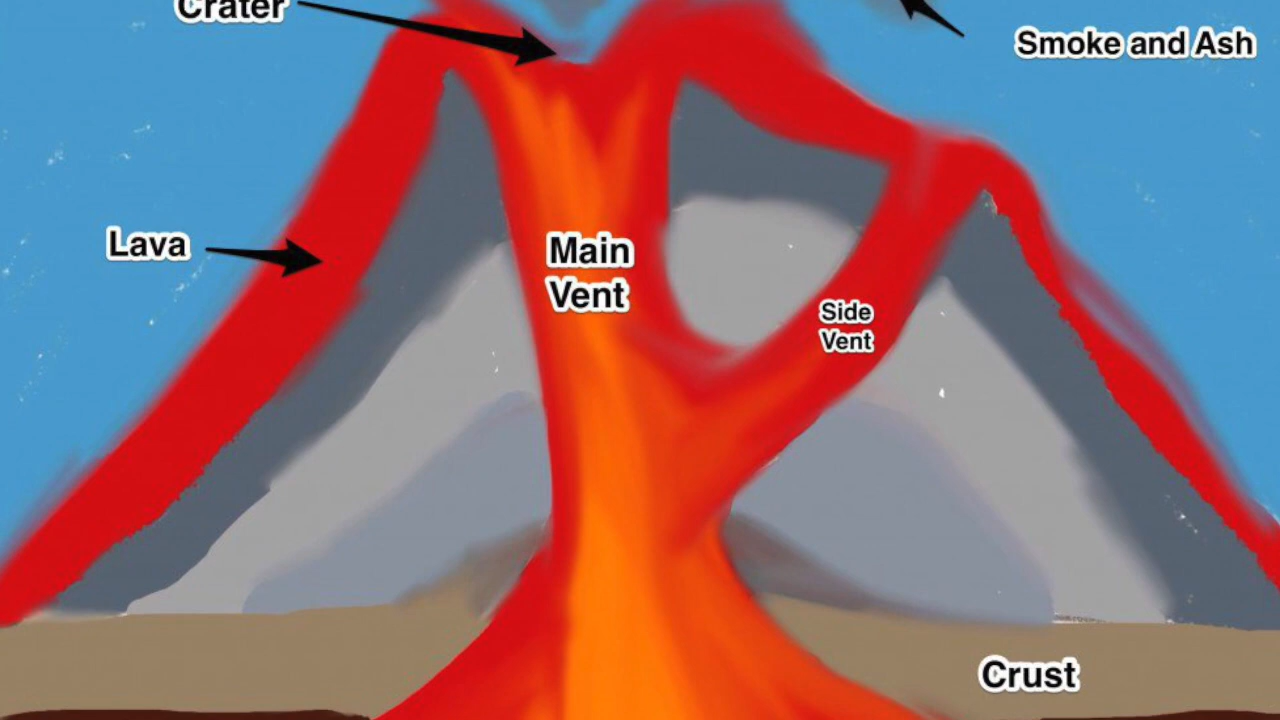 Crater
Smoke and Ash
Lava
Main
Vent
Side
Vent
Crust